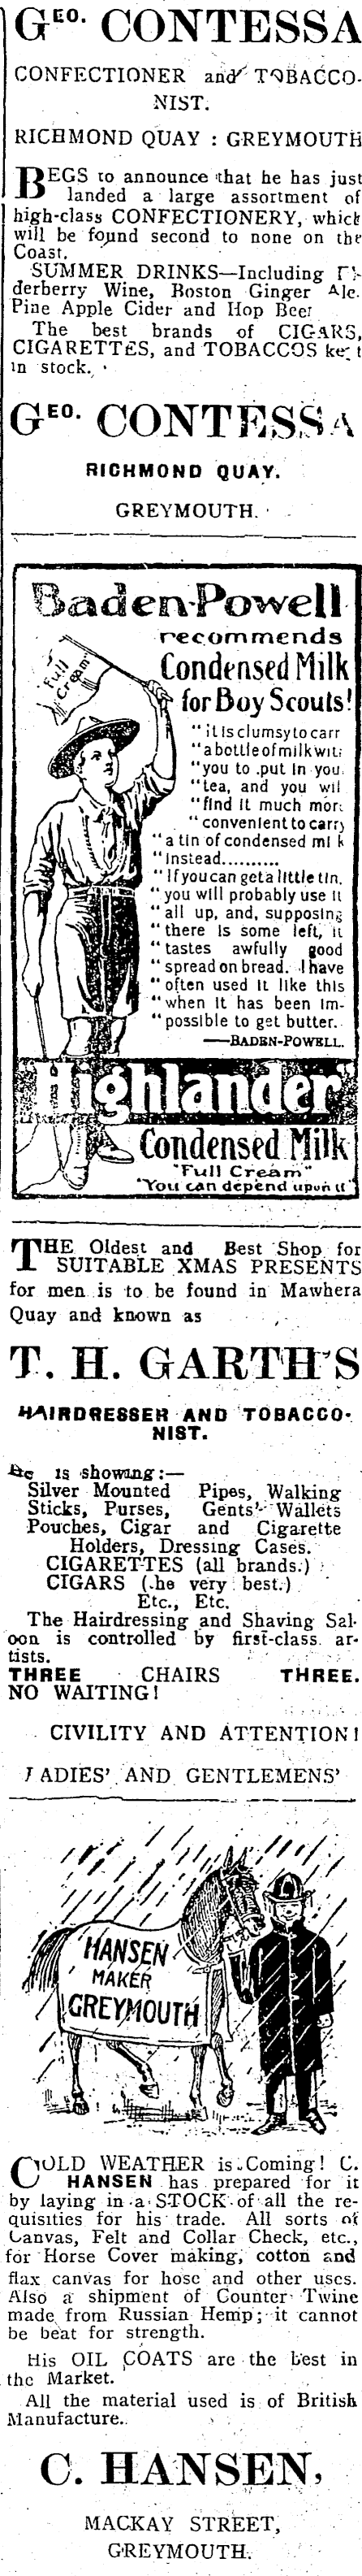 GEO. CONTESSA
CONFECTIONER and TOBACCO-
NIST.
RICHMOND QUAY : GREYMOUTH
BEGS to announce that he has just
landed a large assortment of
high-class CONFECTIONERY, which
will be found second to none on the
Coast.
SUMMER DRINKS—Including
derberry Wine, Boston Ginger Ale.
Pine Apple Cider and Hop Beer
The best brands of CIGARS,
CIGARETTES, and TOBACCOS kept
in stock.
GEO. CONTESSA
RICHMOND QUAY.
GREYMOUTH.
Baden-Powell
recommends
Condensed Milk
for Boy Scouts!
Full
Cream
"it is clumsy to carr
"a bottle of milk with
"you to put in you
"tea, and you wil
"find it much mor
"convenient to carry
"a tin of condensed mi k
"instead..........
"If you can get a little tin,
"you will probably use it
"all up, and, supposing
"there is some left, it
"tastes awfully good
"spread on bread. I have
"often used it like this
"when it has been im-
"possible to get butter.
—BADEN-POWELL.
Highlander
Condensed Milk
"Full Cream"
"You can depend upon it"
THE Oldest and Best Shop for
SUITABLE XMAS PRESENTS
for men is to be found in Mawhera
Quay and known as
T. H. GARTH'S
HAIRDRESSER AND TOBACCO-
NIST.
He is showing:—
Silver Mounted Pipes, Walking
Sticks, Purses, Gents' Wallets
Pouches, Cigar and Cigarette
Holders, Dressing Cases.
CIGARETTES (all brands.)
CIGARS (the very best.)
Etc., Etc.
The Hairdressing and Shaving Sal-
oon is controlled by first-class ar-
tists.
THREE CHAIRS THREE.
NO WAITING!
CIVILITY AND ATTENTION!
LADIES' AND GENTLEMENS'
HANSEN
MAKER
GREYMOUTH
COLD WEATHER is Coming! C.
HANSEN has prepared for it
by laying in a STOCK of all the re-
quisities for his trade. All sorts of
Canvas, Felt and Collar Check, etc.,
for Horse Cover making, cotton and
flax canvas for hose and other uses.
Also a shipment of Counter Twine
made from Russian Hemp; it cannot
be beat for strength.
His OIL COATS are the best in
the Market.
All the material used is of British
Manufacture.
C. HANSEN,
MACKAY STREET,
GREYMOUTH.